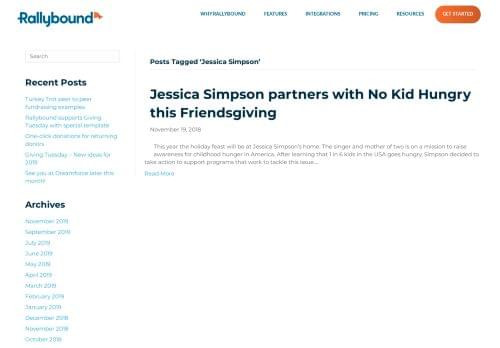 Rallybound
WHY RALLYBOUND
FEATURES
INTEGRATIONS
PRICING
RESOURCES
GET STARTED
Search
Recent Posts
Turkey Trot peer to peer
fundraising examples
Rallybound supports Giving
Tuesday with special template
One-click donations for returning
donors
Giving Tuesday – New ideas for
2019
See you at Dreamforce later this
month!
Archives
November 2019
September 2019
July 2019
June 2019
May 2019
April 2019
March 2019
February 2019
January 2019
December 2018
November 2018
October 2018
Posts Tagged ‘Jessica Simpson’
Jessica Simpson partners with No Kid Hungry
this Friendsgiving
November 19, 2018
This year the holiday feast will be at Jessica Simpson’s home. The singer and mother of two is on a mission to raise
awareness for childhood hunger in America. After learning that 1 in 6 kids in the USA goes hungry, Simpson decided to
take action to support programs that work to tackle this issue....
Read More